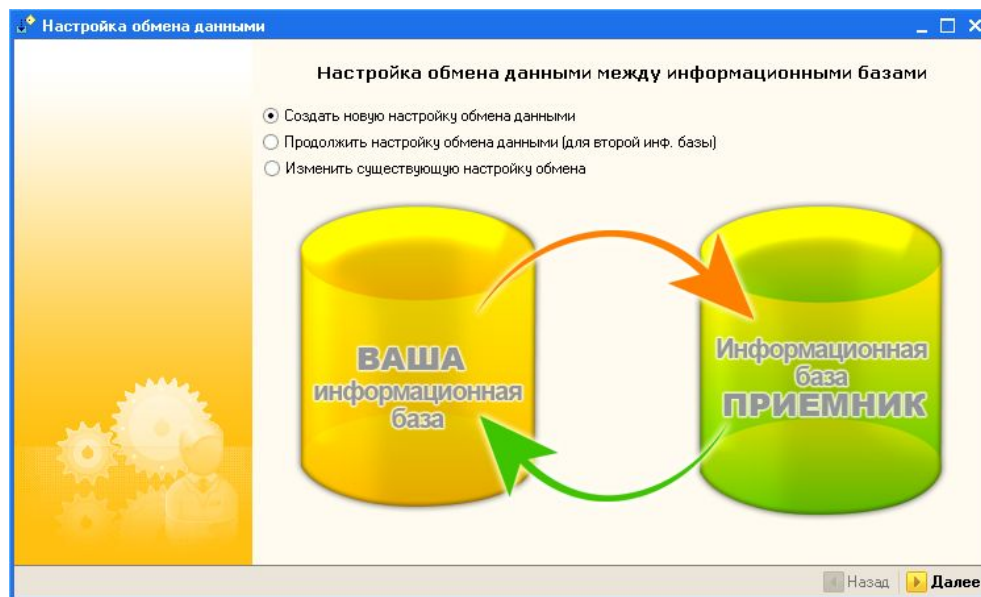 Настройка обмена данными
Настройка обмена данными между информационными базами
Создать новую настройку обмена данными
Продолжить настройку обмена данными (для второй инф. базы)
Изменить существующую настройку обмена
ВАША
информационная
база
Информационная
база
ПРИЕМНИК
Назад
Далее